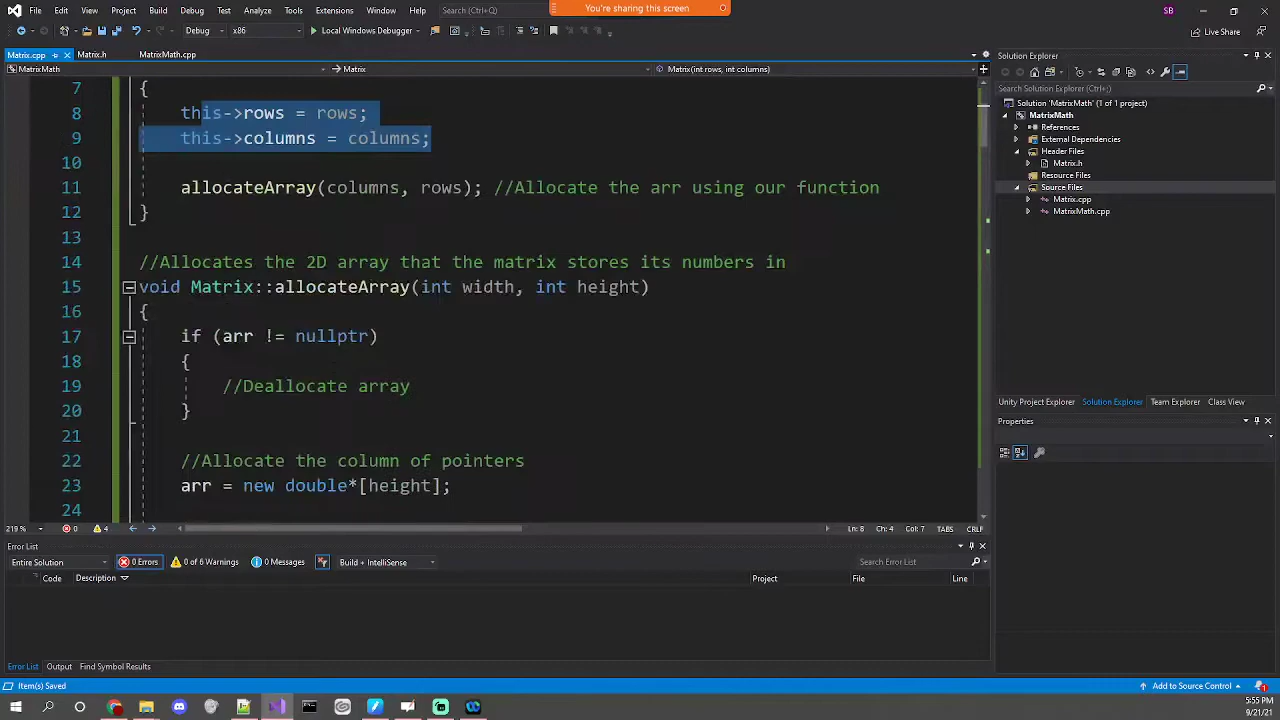 You're sharing this screen
File Edit View Project Build Debug Test Analyze Tools Extensions Window Help Search (Ctrl+Q) MatrixMath SB
Debug x86 Local Windows Debugger Live Share
Matrix.cpp Matrix.h MatrixMath.cpp
MatrixMath Matrix Matrix(int rows, int columns)
7 {
8 this->rows = rows;
9 this->columns = columns;
10
11 allocateArray(columns, rows); //Allocate the arr using our function
12 }
13
14 //Allocates the 2D array that the matrix stores its numbers in
15 void Matrix::allocateArray(int width, int height)
16 {
17 if (arr != nullptr)
18 {
19 //Deallocate array
20 }
21
22 //Allocate the column of pointers
23 arr = new double*[height];
24
219 % 0 4 Ln: 8 Ch: 4 Col: 7 TABS CRLF
Error List
Entire Solution 0 Errors 0 of 6 Warnings 0 Messages Build + IntelliSense Search Error List
Code Description Project File Line
Error List Output Find Symbol Results
Solution Explorer
Search Solution Explorer (Ctrl+;)
Solution 'MatrixMath' (1 of 1 project)
MatrixMath
References
Header Files
Matrix.h
Resource Files
Source Files
Matrix.cpp
MatrixMath.cpp
Unity Project Explorer Solution Explorer Team Explorer Class View
Properties
Item(s) Saved Add to Source Control 1
5:55 PM
9/21/21